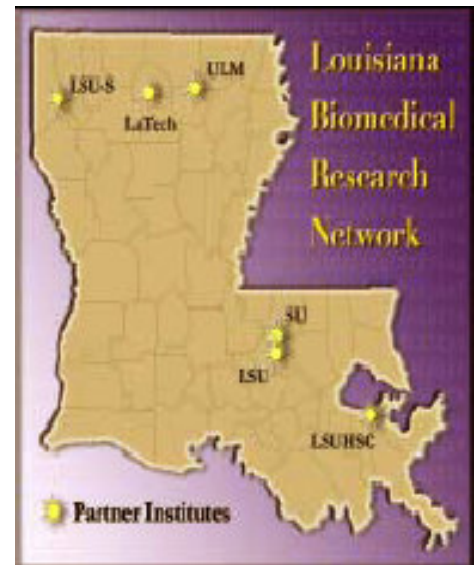 Louisiana
Biomedical
Research
Network
LSU-S
ULM
LaTech
SU
LSU
LSUHSC
Partner Institutes